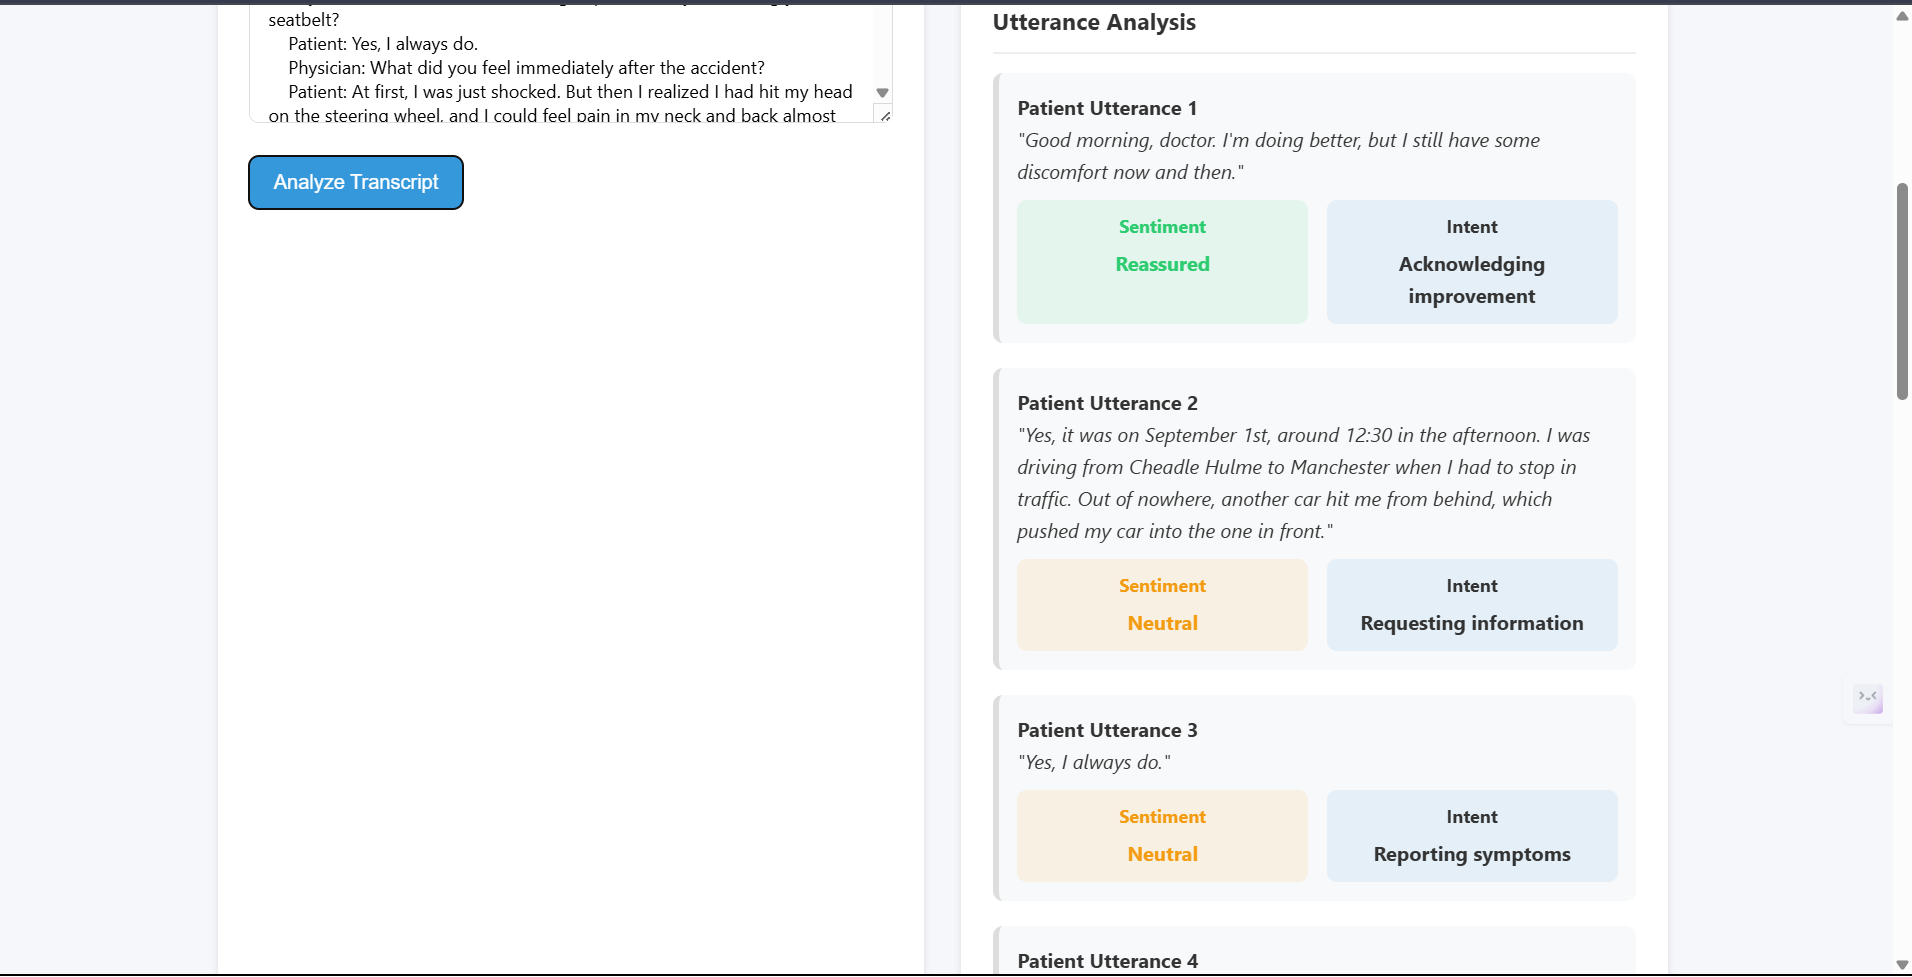 seatbelt?
Patient: Yes, I always do.
Physician: What did you feel immediately after the accident?
Patient: At first, I was just shocked. But then I realized I had hit my head
on the steering wheel, and I could feel pain in my neck and back almost
Analyze Transcript
Utterance Analysis
Patient Utterance 1
"Good morning, doctor. I'm doing better, but I still have some
discomfort now and then."
Sentiment
Reassured
Intent
Acknowledging
improvement
Patient Utterance 2
"Yes, it was on September 1st, around 12:30 in the afternoon. I was
driving from Cheadle Hulme to Manchester when I had to stop in
traffic. Out of nowhere, another car hit me from behind, which
pushed my car into the one in front."
Sentiment
Neutral
Intent
Requesting information
Patient Utterance 3
"Yes, I always do."
Sentiment
Neutral
Intent
Reporting symptoms
Patient Utterance 4